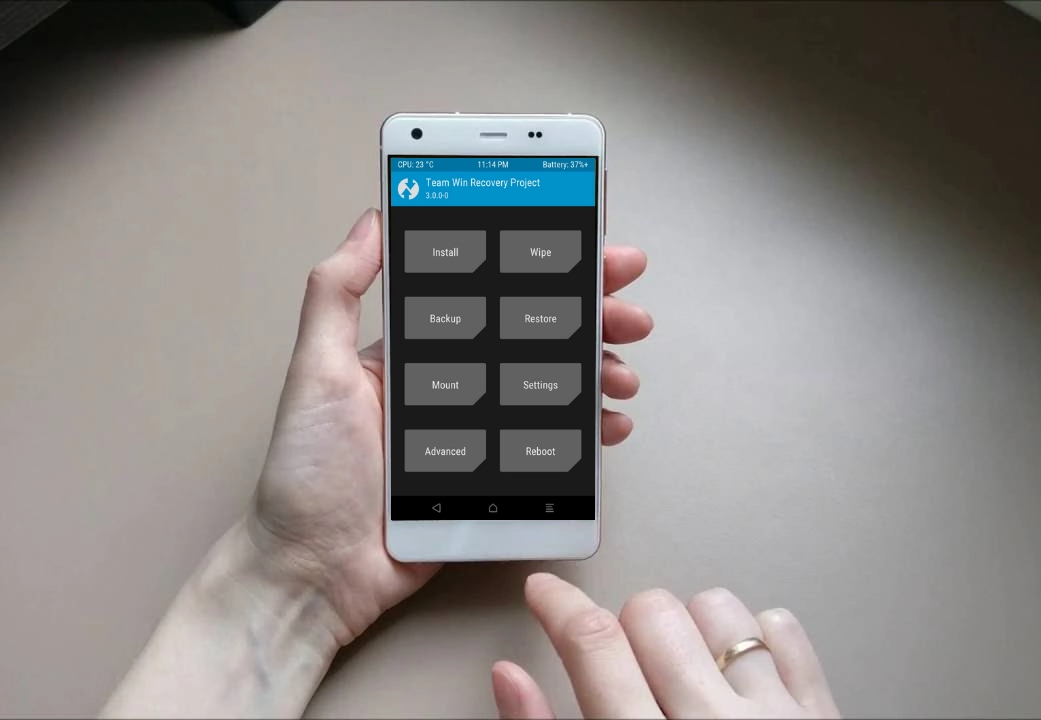 CPU: 23 °C 11:14 PM Battery: 37%+
Team Win Recovery Project
3.0.0-0
Install Wipe
Backup Restore
Mount Settings
Advanced Reboot